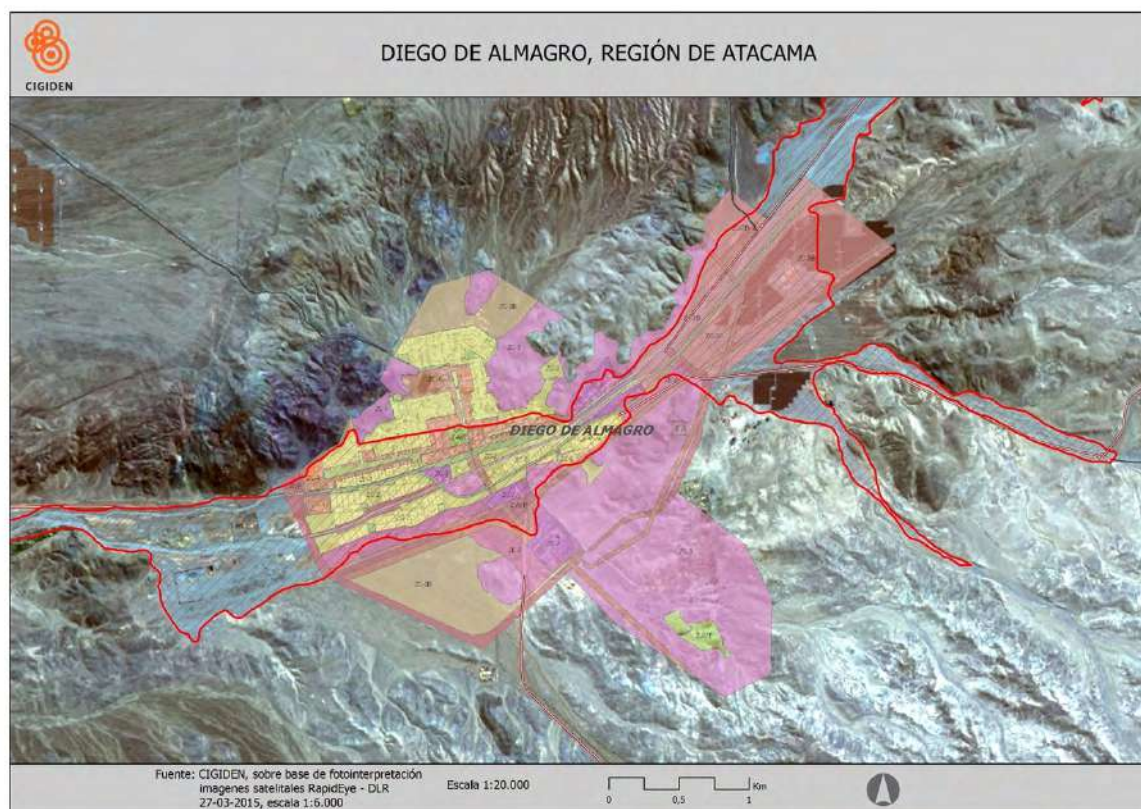 DIEGO DE ALMAGRO, REGIÓN DE ATACAMA
CIGIDEN
DIEGO DE ALMAGRO
Fuente: CIGIDEN, sobre base de fotointerpretación
imagenes satelitales RapidEye - DLR
27-03-2015, escala 1:6.000
Escala 1:20.000
Km
0 0,5 1